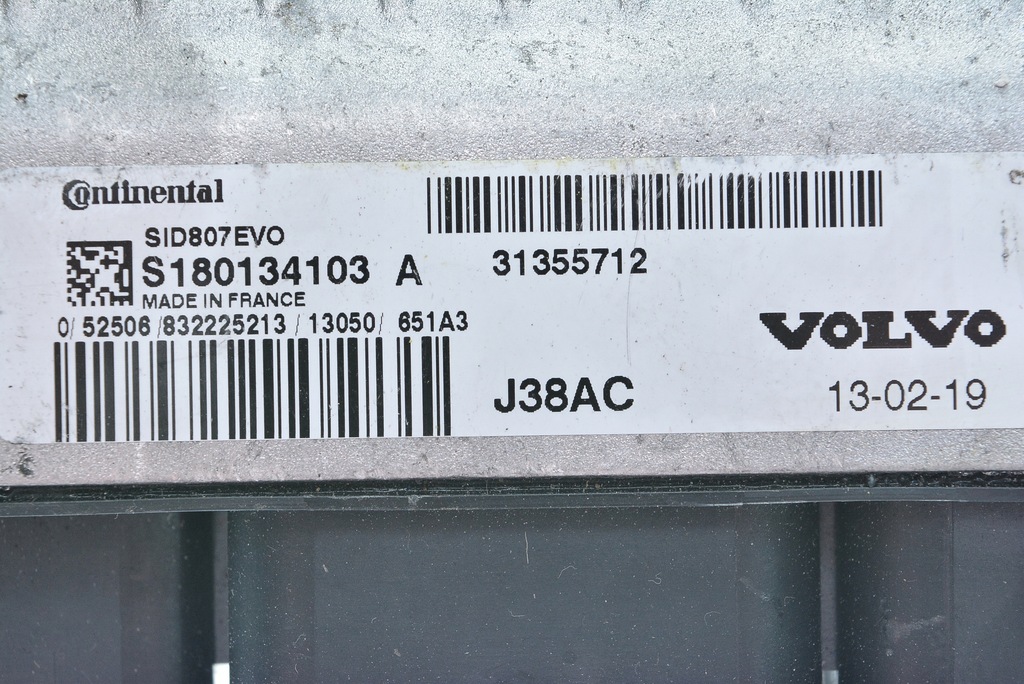 Continental
SID807EVO
S180134103 A
MADE IN FRANCE
0/ 52506 /832225213 / 13050/ 651A3
31355712
VOLVO
J38AC
13-02-19